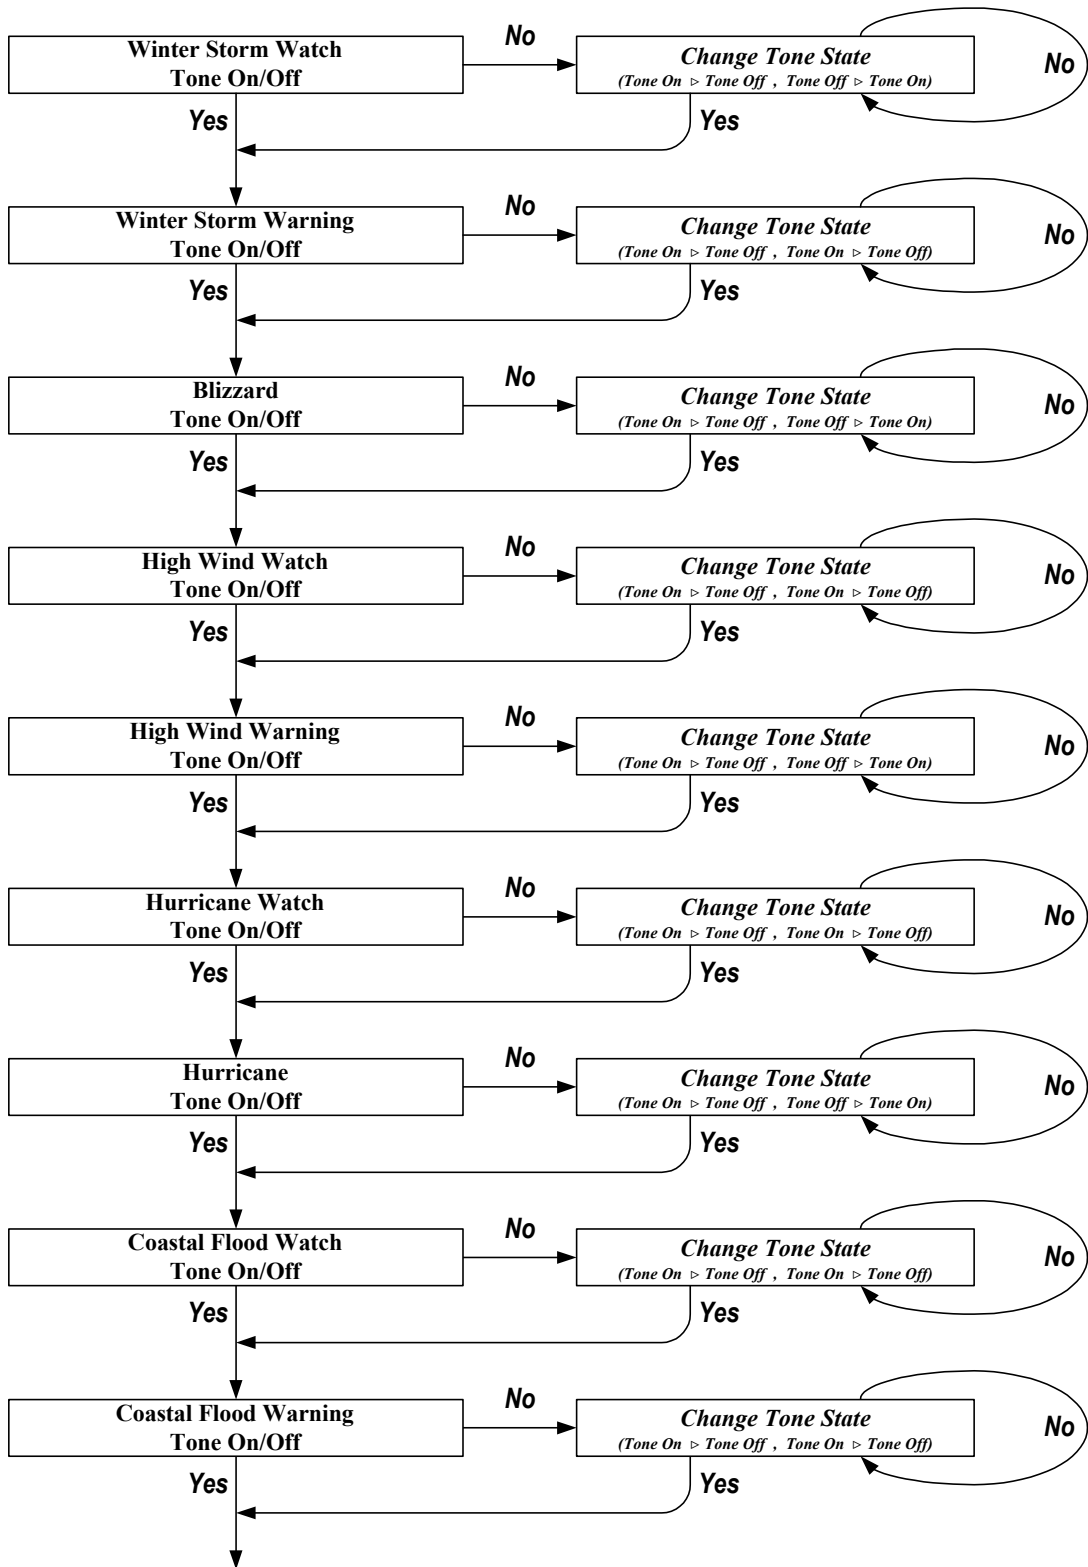 Winter Storm Watch
Tone On/Off
No
Change Tone State
(Tone On ▷ Tone Off , Tone Off ▷ Tone On)
No
Yes
Yes
Winter Storm Warning
Tone On/Off
No
Change Tone State
(Tone On ▷ Tone Off , Tone On ▷ Tone Off)
No
Yes
Yes
Blizzard
Tone On/Off
No
Change Tone State
(Tone On ▷ Tone Off , Tone Off ▷ Tone On)
No
Yes
Yes
High Wind Watch
Tone On/Off
No
Change Tone State
(Tone On ▷ Tone Off , Tone On ▷ Tone Off)
No
Yes
Yes
High Wind Warning
Tone On/Off
No
Change Tone State
(Tone On ▷ Tone Off , Tone Off ▷ Tone On)
No
Yes
Yes
Hurricane Watch
Tone On/Off
No
Change Tone State
(Tone On ▷ Tone Off , Tone On ▷ Tone Off)
No
Yes
Yes
Hurricane
Tone On/Off
No
Change Tone State
(Tone On ▷ Tone Off , Tone Off ▷ Tone On)
No
Yes
Yes
Coastal Flood Watch
Tone On/Off
No
Change Tone State
(Tone On ▷ Tone Off , Tone On ▷ Tone Off)
No
Yes
Yes
Coastal Flood Warning
Tone On/Off
No
Change Tone State
(Tone On ▷ Tone Off , Tone On ▷ Tone Off)
No
Yes
Yes